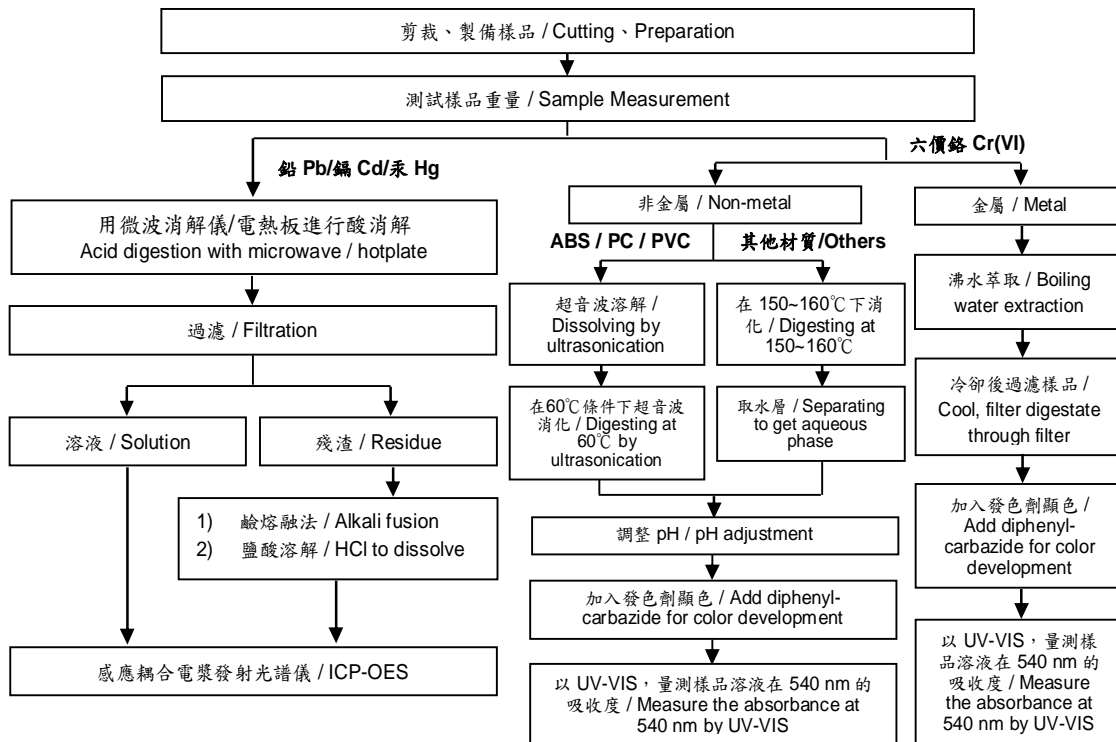 剪裁、製備樣品 / Cutting、Preparation
測試樣品重量 / Sample Measurement
鉛 Pb/鎘 Cd/汞 Hg
六價鉻 Cr(VI)
用微波消解儀/電熱板進行酸消解
Acid digestion with microwave / hotplate
過濾 / Filtration
溶液 / Solution
殘渣 / Residue
1) 鹼熔融法 / Alkali fusion
2) 鹽酸溶解 / HCl to dissolve
感應耦合電漿發射光譜儀 / ICP-OES
非金屬 / Non-metal
ABS / PC / PVC
其他材質/Others
超音波溶解 /
Dissolving by
ultrasonication
在60℃條件下超音波
消化 / Digesting at
60℃ by
ultrasonication
在 150~160℃下消
化 / Digesting at
150~160℃
取水層 / Separating
to get aqueous
phase
調整 pH / pH adjustment
加入發色劑顯色 / Add diphenyl-
carbazide for color development
以 UV-VIS，量測樣品溶液在 540 nm 的
吸收度 / Measure the absorbance at
540 nm by UV-VIS
金屬 / Metal
沸水萃取 / Boiling
water extraction
冷卻後過濾樣品 /
Cool, filter digestate
through filter
加入發色劑顯色 /
Add diphenyl-
carbazide for color
development
以 UV-VIS，量測樣
品溶液在 540 nm 的
吸收度 / Measure
the absorbance at
540 nm by UV-VIS